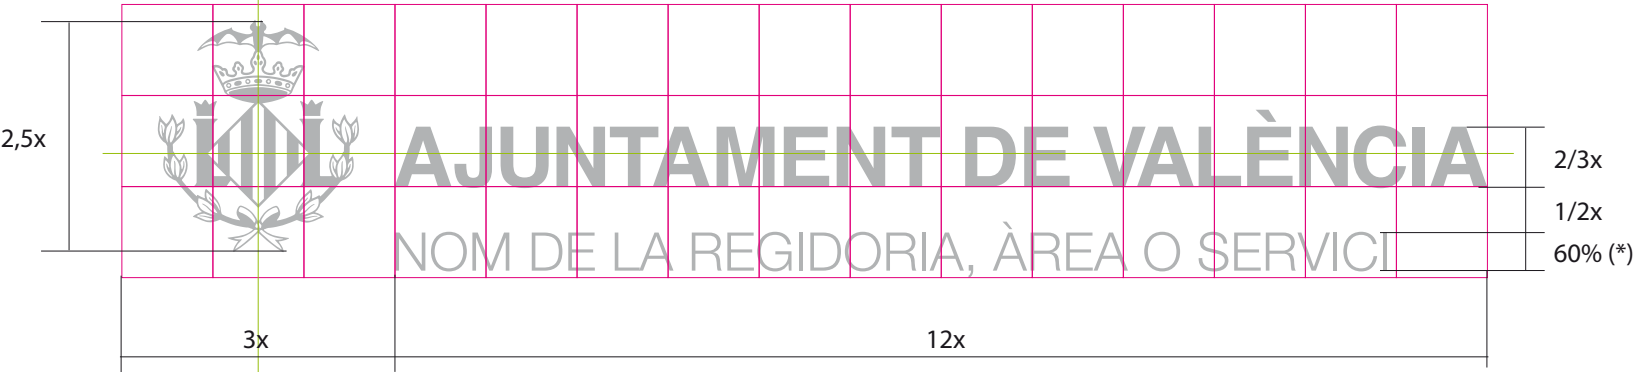 2,5x
AJUNTAMENT DE VALÈNCIA
2/3x
1/2x
NOM DE LA REGIDORIA, ÀREA O SERVICI
60% (*)
3x
12x